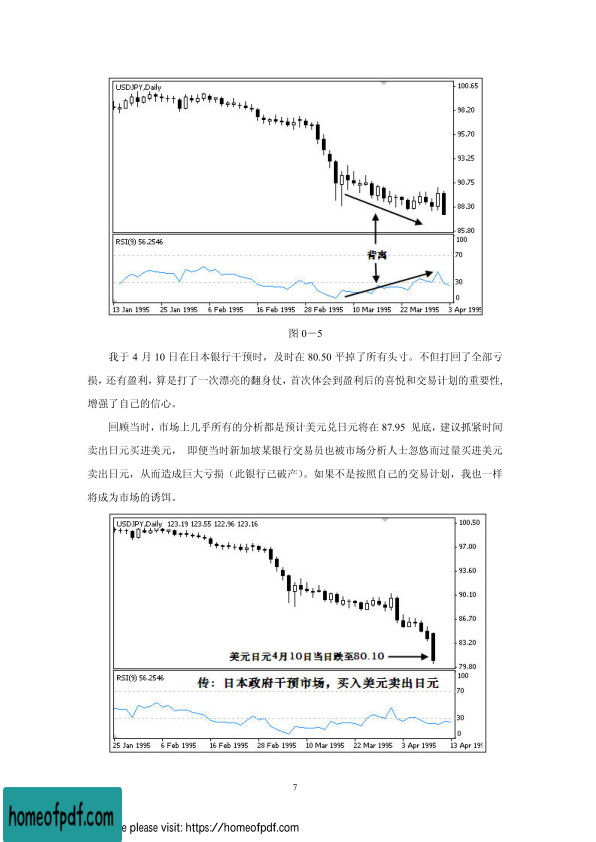 USDJPY,Daily
100.65
98.20
95.70
93.25
90.75
88.30
85.80
背离
RSI(9) 56.2546
100
70
30
0
13 Jan 1995 25 Jan 1995 6 Feb 1995 16 Feb 1995 28 Feb 1995 10 Mar 1995 22 Mar 1995 3 Apr 1995
图 0－5
我于 4 月 10 日在日本银行干预时，及时在 80.50 平掉了所有头寸。不但打回了全部亏
损，还有盈利，算是打了一次漂亮的翻身仗，首次体会到盈利后的喜悦和交易计划的重要性，
增强了自己的信心。
回顾当时，市场上几乎所有的分析都是预计美元兑日元将在 87.95 见底，建议抓紧时间
卖出日元买进美元， 即便当时新加坡某银行交易员也被市场分析人士忽悠而过量买进美元
卖出日元，从而造成巨大亏损（此银行已破产）。如果不是按照自己的交易计划，我也一样
将成为市场的诱饵。
USDJPY,Daily 123.19 123.55 122.96 123.16
100.50
97.00
93.60
90.10
86.70
83.20
79.80
美元日元4月10日当日跌至80.10
RSI(9) 56.2546
传：日本政府干预市场，买入美元卖出日元
100
70
30
0
25 Jan 1995 6 Feb 1995 16 Feb 1995 28 Feb 1995 10 Mar 1995 22 Mar 1995 3 Apr 1995 13 Apr 195
7
homeofpdf.com
e please visit: https://homeofpdf.com